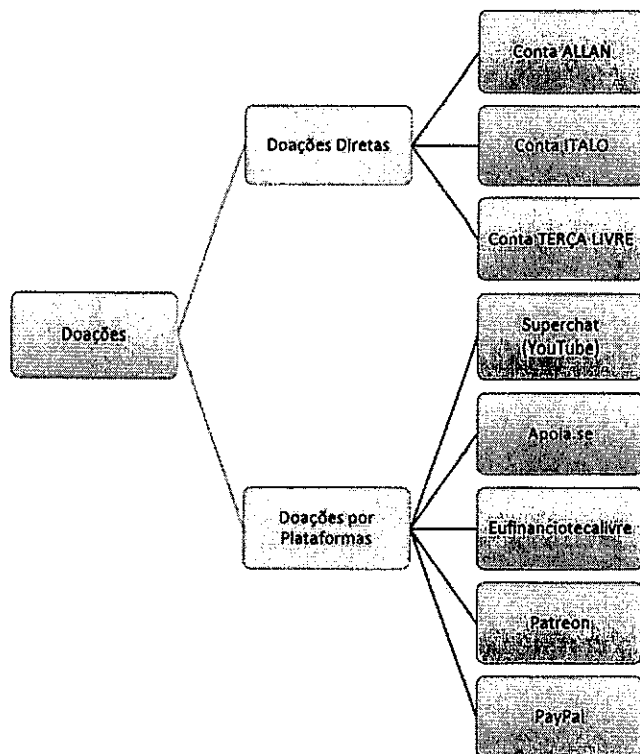 Conta ALLAN
Doações Diretas
Conta ITALO
Conta TERÇA LIVRE
Doações
Superchat
(YouTube)
Apoia.se
Doações por
Plataformas
Eufinanciotecalivre
Patreon
PayPal